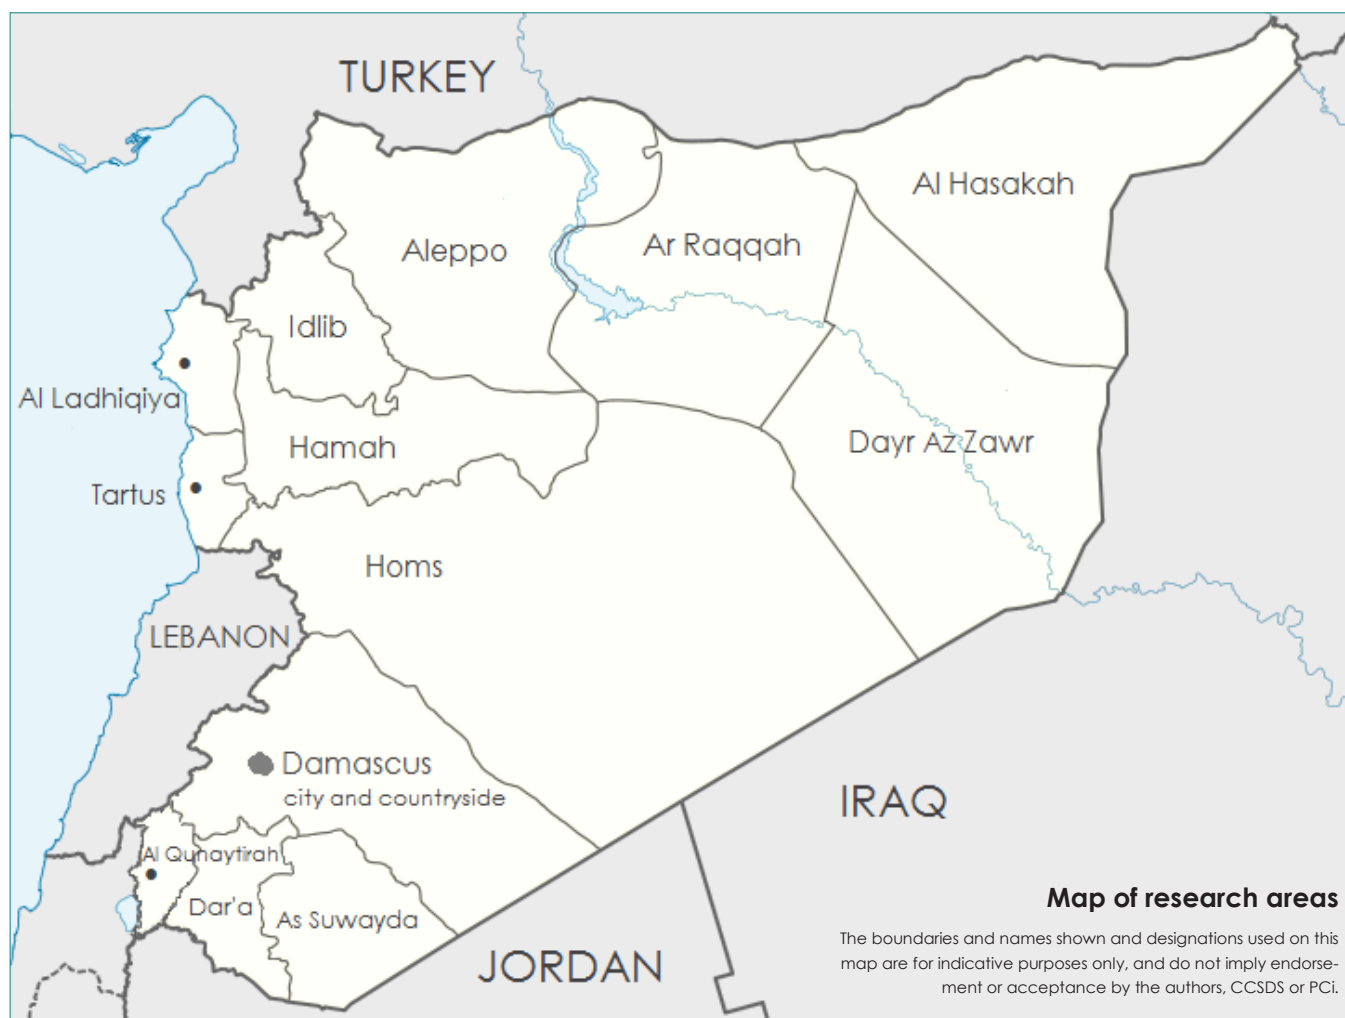 TURKEY
Al Hasakah
Aleppo
Ar Raqqah
Idlib
Al Ladhiqiya
Hamah
Dayr Az Zawr
Tartus
Homs
LEBANON
Damascus
city and countryside
IRAQ
Al Qunaytirah
Dar'a
As Suwayda
JORDAN
Map of research areas
The boundaries and names shown and designations used on this
map are for indicative purposes only, and do not imply endorse-
ment or acceptance by the authors, CCSDS or PCi.